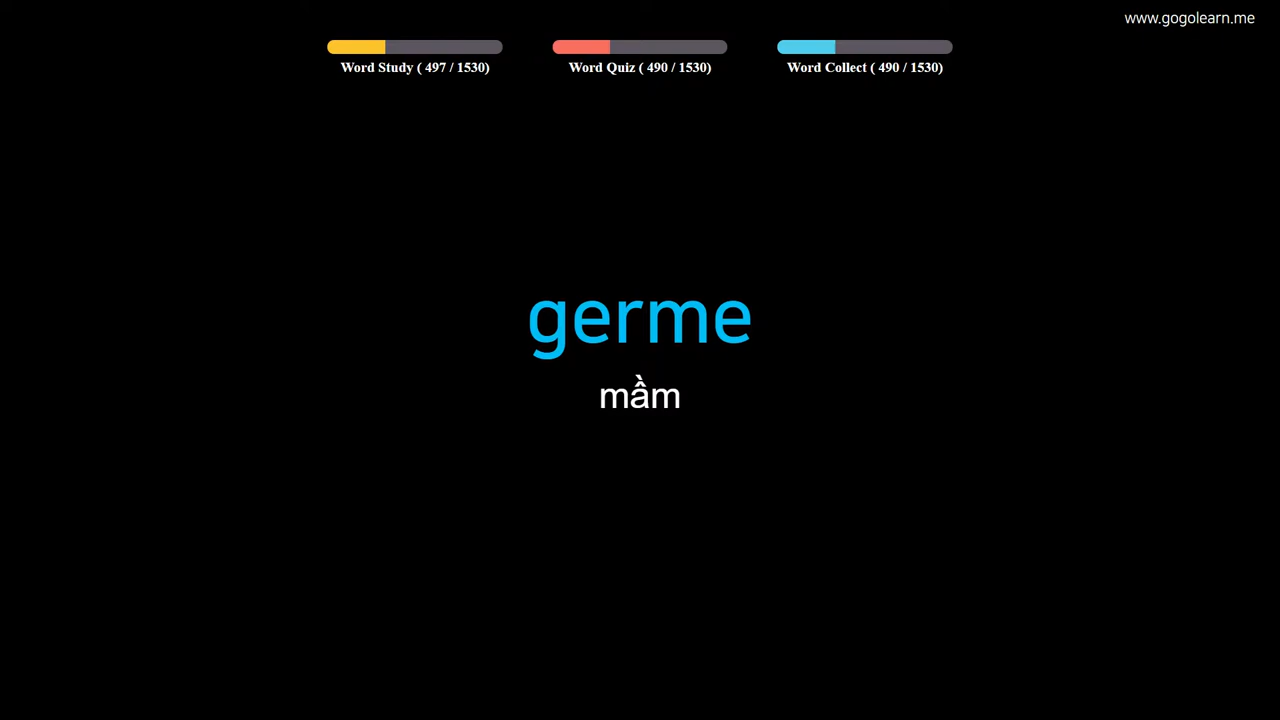 www.gogolearn.me
Word Study ( 497 / 1530)
Word Quiz ( 490 / 1530)
Word Collect ( 490 / 1530)
germe
mầm